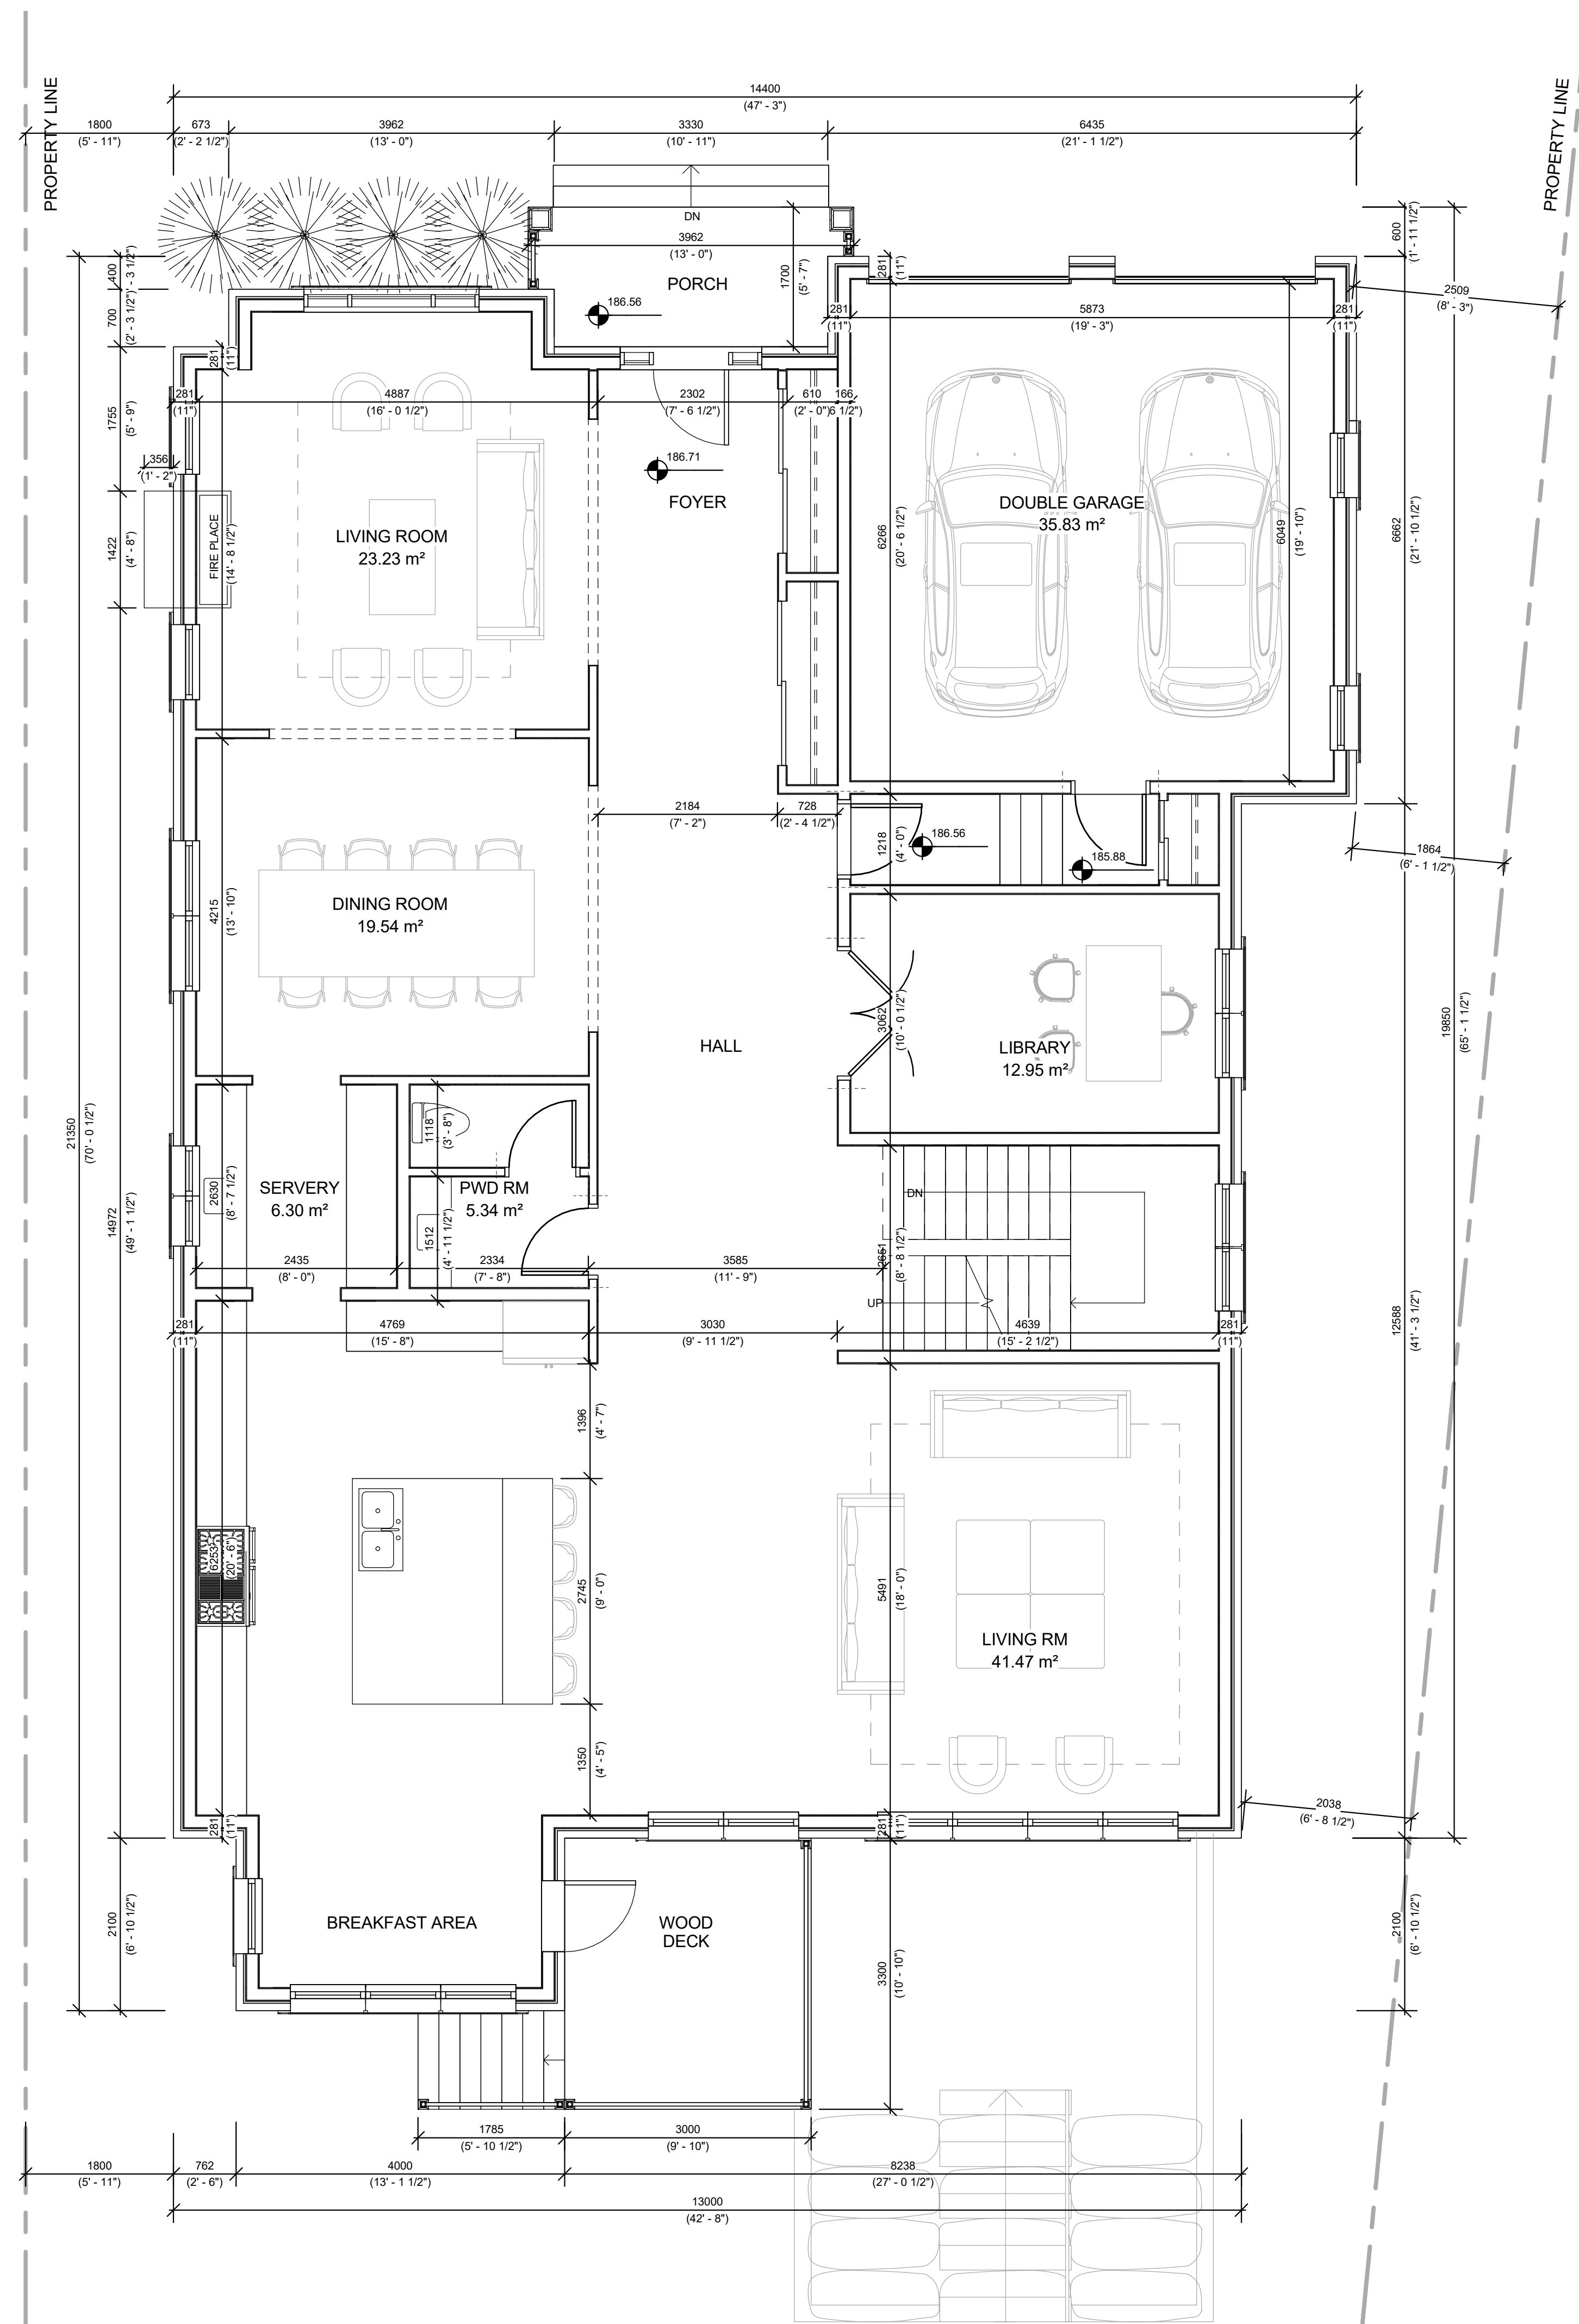 PROPERTY LINE
PROPERTY LINE
14400
(47' - 3")
1800
(5' - 11")
673
(2' - 2 1/2")
3962
(13' - 0")
3330
(10' - 11")
6435
(21' - 1 1/2")
DN
3962
(13' - 0")
PORCH
1700
(5' - 7")
186.56
281
(11")
281
(11")
5873
(19' - 3")
281
(11")
600
(1' - 11 1/2")
2509
(8' - 3")
400
700
(2' - 3 1/2")
281
(11")
281
(11")
4887
(16' - 0 1/2")
2302
(7' - 6 1/2")
610
(2' - 0")
166
6 1/2")
1755
(5' - 9")
356
(1' - 2")
186.71
FOYER
1422
(4' - 8")
FIRE PLACE
(14' - 8 1/2")
LIVING ROOM
23.23 m²
DOUBLE GARAGE
35.83 m²
6266
(20' - 6 1/2")
6049
(19' - 10")
6662
(21' - 10 1/2")
2184
(7' - 2")
728
(2' - 4 1/2")
1218
(4' - 0")
186.56
185.88
1864
(6' - 1 1/2")
4215
(13' - 10")
DINING ROOM
19.54 m²
3062
(10' - 0 1/2")
HALL
LIBRARY
12.95 m²
19850
(65' - 1 1/2")
21350
(70' - 0 1/2")
14972
(49' - 1 1/2")
1118
(3' - 8")
2630
(8' - 7 1/2")
SERVERY
6.30 m²
PWD RM
5.34 m²
1512
(4' - 11 1/2")
DN
2651
(8' - 8 1/2")
UP
2435
(8' - 0")
2334
(7' - 8")
3585
(11' - 9")
281
(11")
4769
(15' - 8")
3030
(9' - 11 1/2")
4639
(15' - 2 1/2")
281
(11")
12588
(41' - 3 1/2")
1396
(4' - 7")
6253
(20' - 6")
2745
(9' - 0")
5491
(18' - 0")
LIVING RM
41.47 m²
1350
(4' - 5")
281
(11")
281
(11")
2038
(6' - 8 1/2")
2100
(6' - 10 1/2")
BREAKFAST AREA
WOOD
DECK
2100
(6' - 10 1/2")
3300
(10' - 10")
1785
(5' - 10 1/2")
3000
(9' - 10")
1800
(5' - 11")
762
(2' - 6")
4000
(13' - 1 1/2")
8238
(27' - 0 1/2")
13000
(42' - 8")